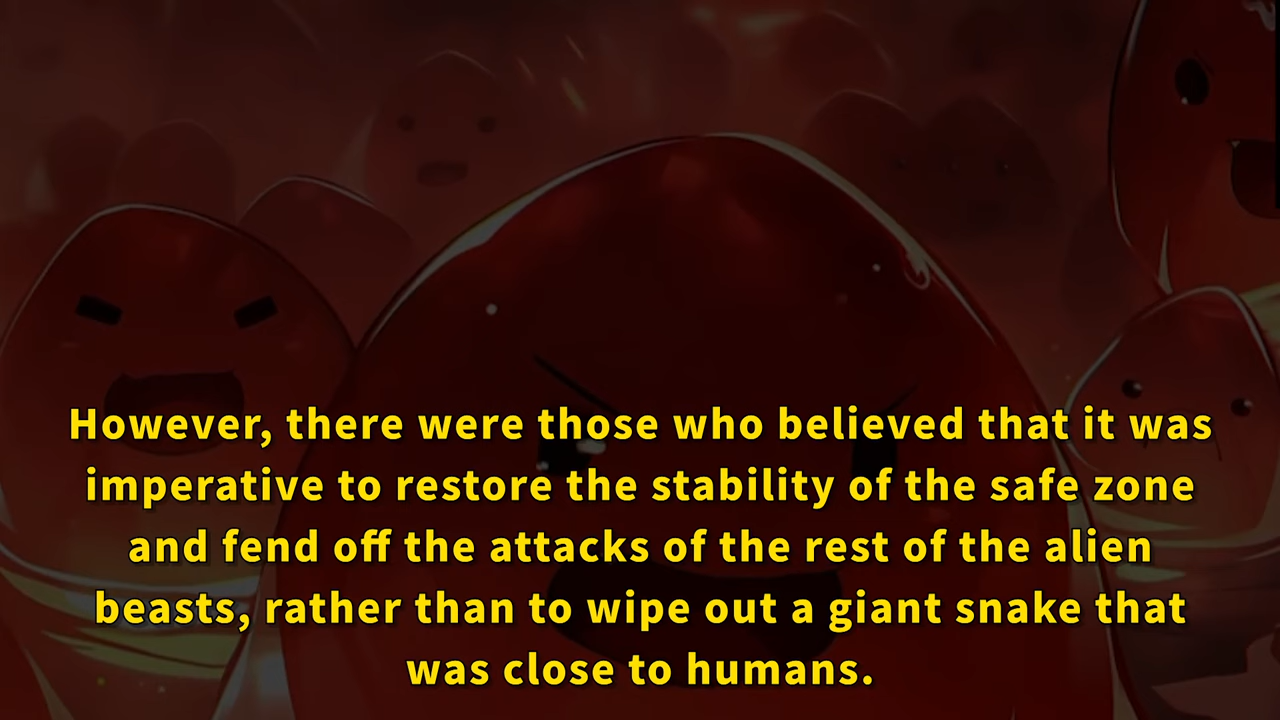 However, there were those who believed that it was
imperative to restore the stability of the safe zone
and fend off the attacks of the rest of the alien
beasts, rather than to wipe out a giant snake that
was close to humans.